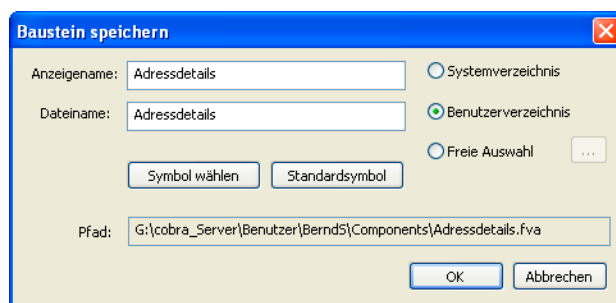 Baustein speichern
Anzeigename: Adressdetails
Systemverzeichnis
Dateiname: Adressdetails
Benutzerverzeichnis
Freie Auswahl ...
Symbol wählen Standardsymbol
Pfad: G:\cobra_Server\Benutzer\BerndS\Components\Adressdetails.fva
OK Abbrechen